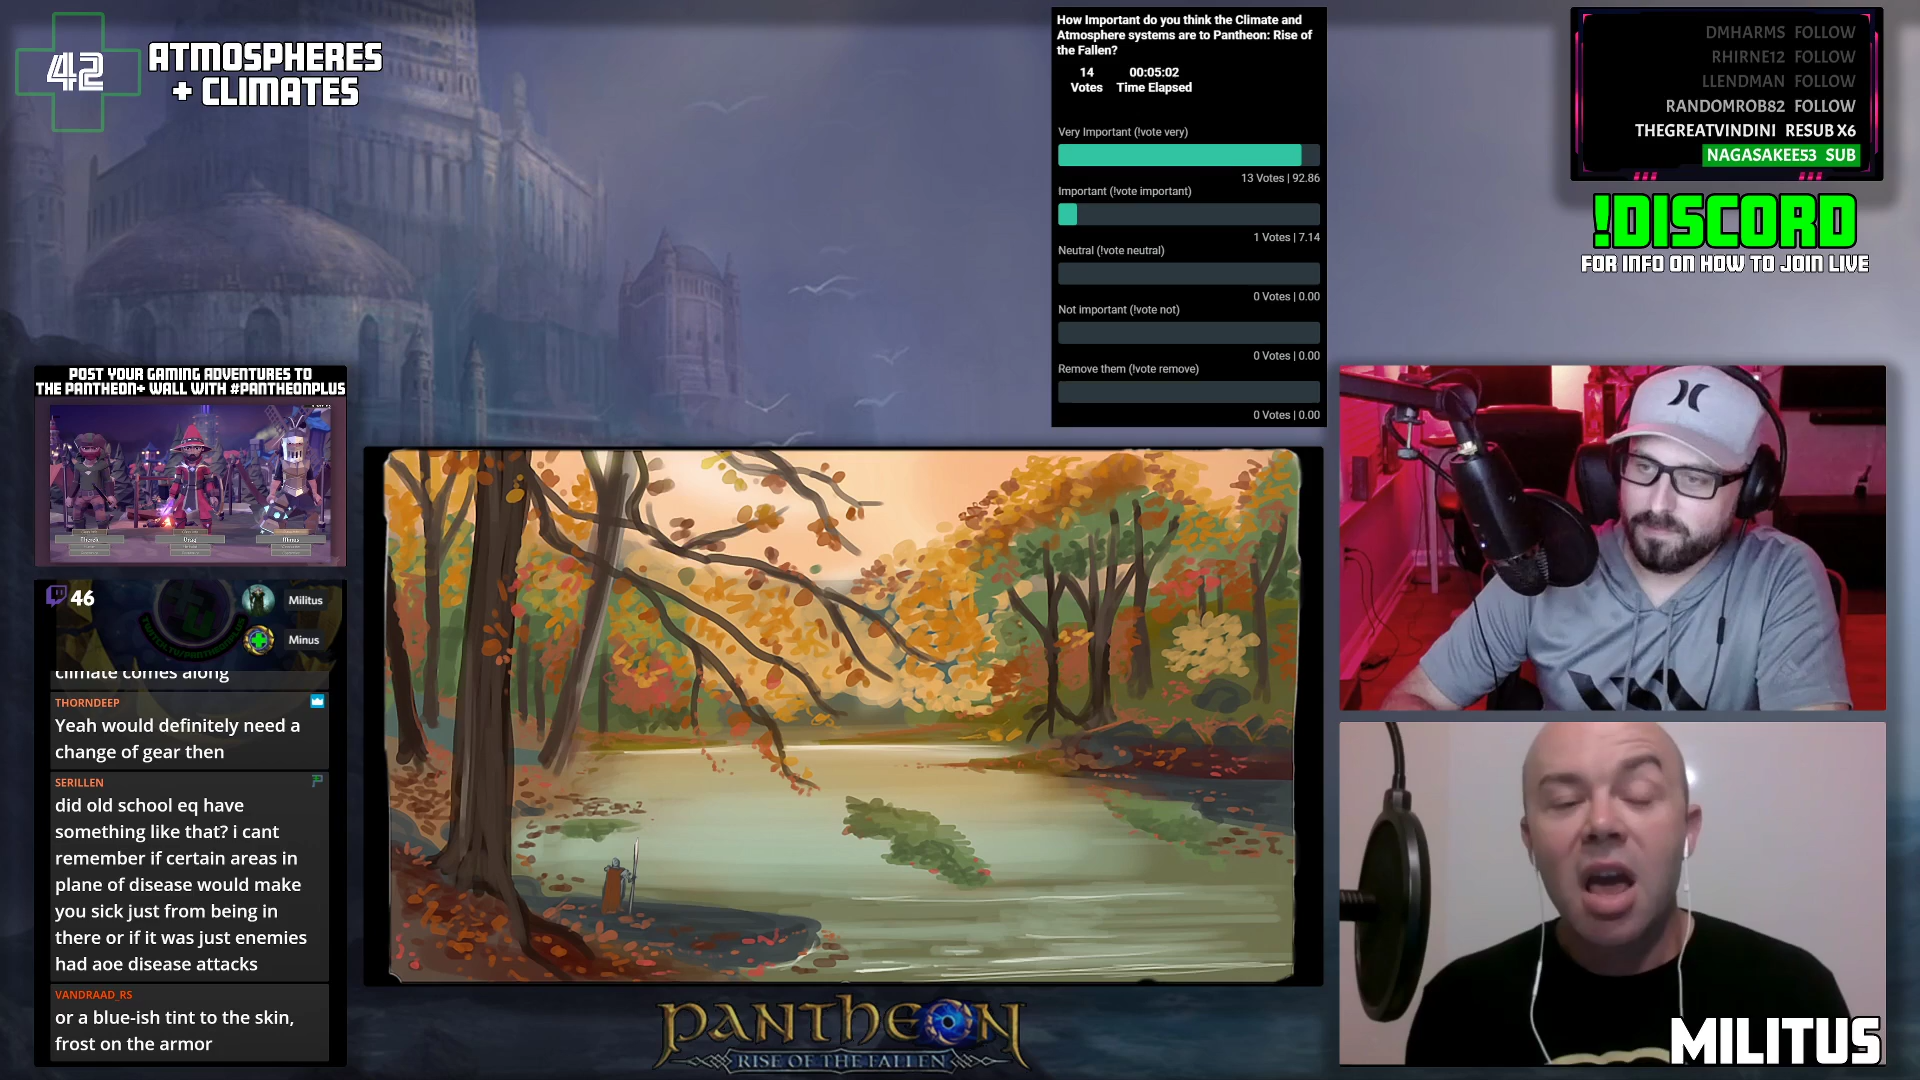 42
ATMOSPHERES
+ CLIMATES
How Important do you think the Climate and
Atmosphere systems are to Pantheon: Rise of
the Fallen?
14 00:05:02
Votes Time Elapsed
Very Important (!vote very)
13 Votes | 92.86
Important (!vote important)
1 Votes | 7.14
Neutral (!vote neutral)
0 Votes | 0.00
Not important (!vote not)
0 Votes | 0.00
Remove them (!vote remove)
0 Votes | 0.00
DMHARMS FOLLOW
RHIRNE12 FOLLOW
LLENDMAN FOLLOW
RANDOMROB82 FOLLOW
THEGREATVINDINI RESUB X6
NAGASAKEE53 SUB
!DISCORD
FOR INFO ON HOW TO JOIN LIVE
POST YOUR GAMING ADVENTURES TO
THE PANTHEON+ WALL WITH #PANTHEONPLUS
46
Militus
Minus
climate comes along
THORNDEEP
Yeah would definitely need a
change of gear then
SERILLEN
did old school eq have
something like that? i cant
remember if certain areas in
plane of disease would make
you sick just from being in
there or if it was just enemies
had aoe disease attacks
VANDRAAD_RS
or a blue-ish tint to the skin,
frost on the armor
PANTHEON
RISE OF THE FALLEN
MILITUS